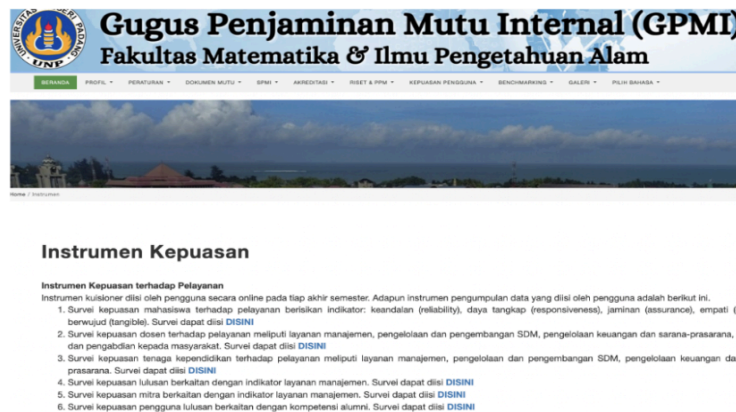 UNIVERSITAS NEGERI PADANG
UNP
Gugus Penjaminan Mutu Internal (GPMI)
Fakultas Matematika & Ilmu Pengetahuan Alam
BERANDA PROFIL PERATURAN DOKUMEN MUTU SPMI AKREDITASI RISET & PPM KEPUASAN PENGGUNA BENCHMARKING GALERI PILIH BAHASA
Home / Instrumen
Instrumen Kepuasan
Instrumen Kepuasan terhadap Pelayanan
Instrumen kuisioner diisi oleh pengguna secara online pada tiap akhir semester. Adapun instrumen pengumpulan data yang diisi oleh pengguna adalah berikut ini.
1. Survei kepuasan mahasiswa terhadap pelayanan berisikan indikator: keandalan (reliability), daya tangkap (responsiveness), jaminan (assurance), empati (
berwujud (tangible). Survei dapat diisi DISINI
2. Survei kepuasan dosen terhadap pelayanan meliputi layanan manajemen, pengelolaan dan pengembangan SDM, pengelolaan keuangan dan sarana-prasarana,
dan pengabdian kepada masyarakat. Survei dapat diisi DISINI
3. Survei kepuasan tenaga kependidikan terhadap pelayanan meliputi layanan manajemen, pengelolaan dan pengembangan SDM, pengelolaan keuangan da
prasarana. Survei dapat diisi DISINI
4. Survei kepuasan lulusan berkaitan dengan indikator layanan manajemen. Survei dapat diisi DISINI
5. Survei kepuasan mitra berkaitan dengan indikator layanan manajemen. Survei dapat diisi DISINI
6. Survei kepuasan pengguna lulusan berkaitan dengan kompetensi alumni. Survei dapat diisi DISINI